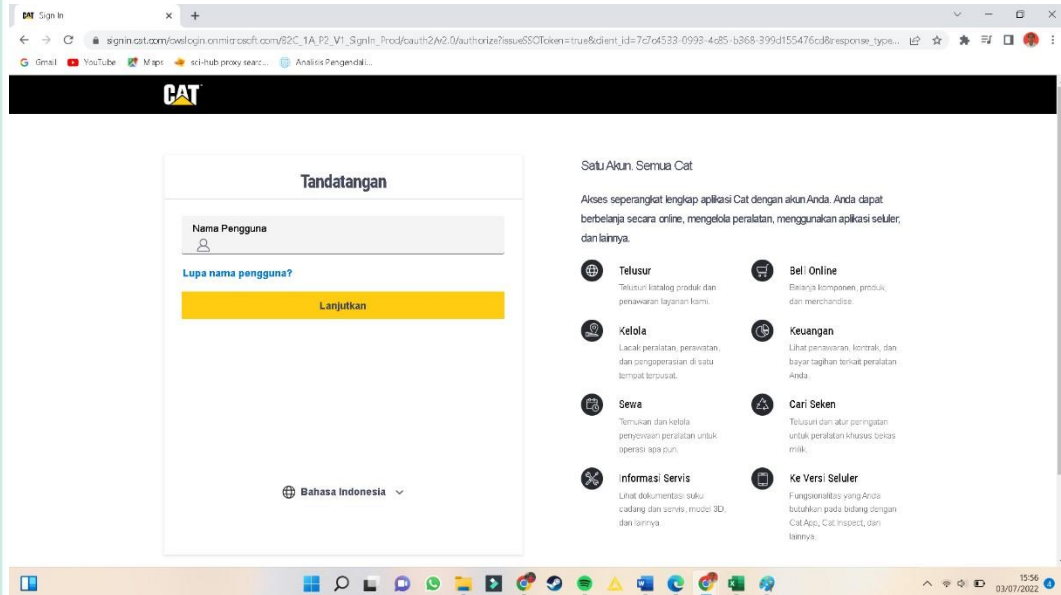 CAT Sign In
signin.cat.com/cwslogin.onmicrosoft.com/B2C_1A_P2_V1_SignIn_Prod/oauth2/v2.0/authorize?issueSSOToken=true&client_id=7c7o4533-0993-4c85-b368-399d155476cd&response_type...
Gmail YouTube Maps sci-hub proxy searc... Analisis Pengendali...
CAT
Tandatangan
Nama Pengguna
Lupa nama pengguna?
Lanjutkan
Bahasa Indonesia
Satu Akun. Semua Cat
Akses seperangkat lengkap aplikasi Cat dengan akun Anda. Anda dapat
berbelanja secara online, mengelola peralatan, menggunakan aplikasi seluler,
dan lainnya.
Telusur
Telusuri katalog produk dan
penawaran layanan kami.
Beli Online
Belanja komponen, produk,
dan merchandise.
Kelola
Lacak peralatan, perawatan,
dan pengoperasian di satu
tempat terpusat.
Keuangan
Lihat penawaran, kontrak, dan
bayar tagihan terkait peralatan
Anda.
Sewa
Temukan dan kelola
penyewaan peralatan untuk
operasi apa pun.
Cari Seken
Telusuri dan atur peringatan
untuk peralatan khusus bekas
milik.
Informasi Servis
Lihat dokumentasi suku
cadang dan servis, model 3D,
dan lainnya.
Ke Versi Seluler
Fungsionalitas yang Anda
butuhkan pada bidang dengan
Cat App, Cat Inspect, dan
lainnya.
15:56
03/07/2022
4